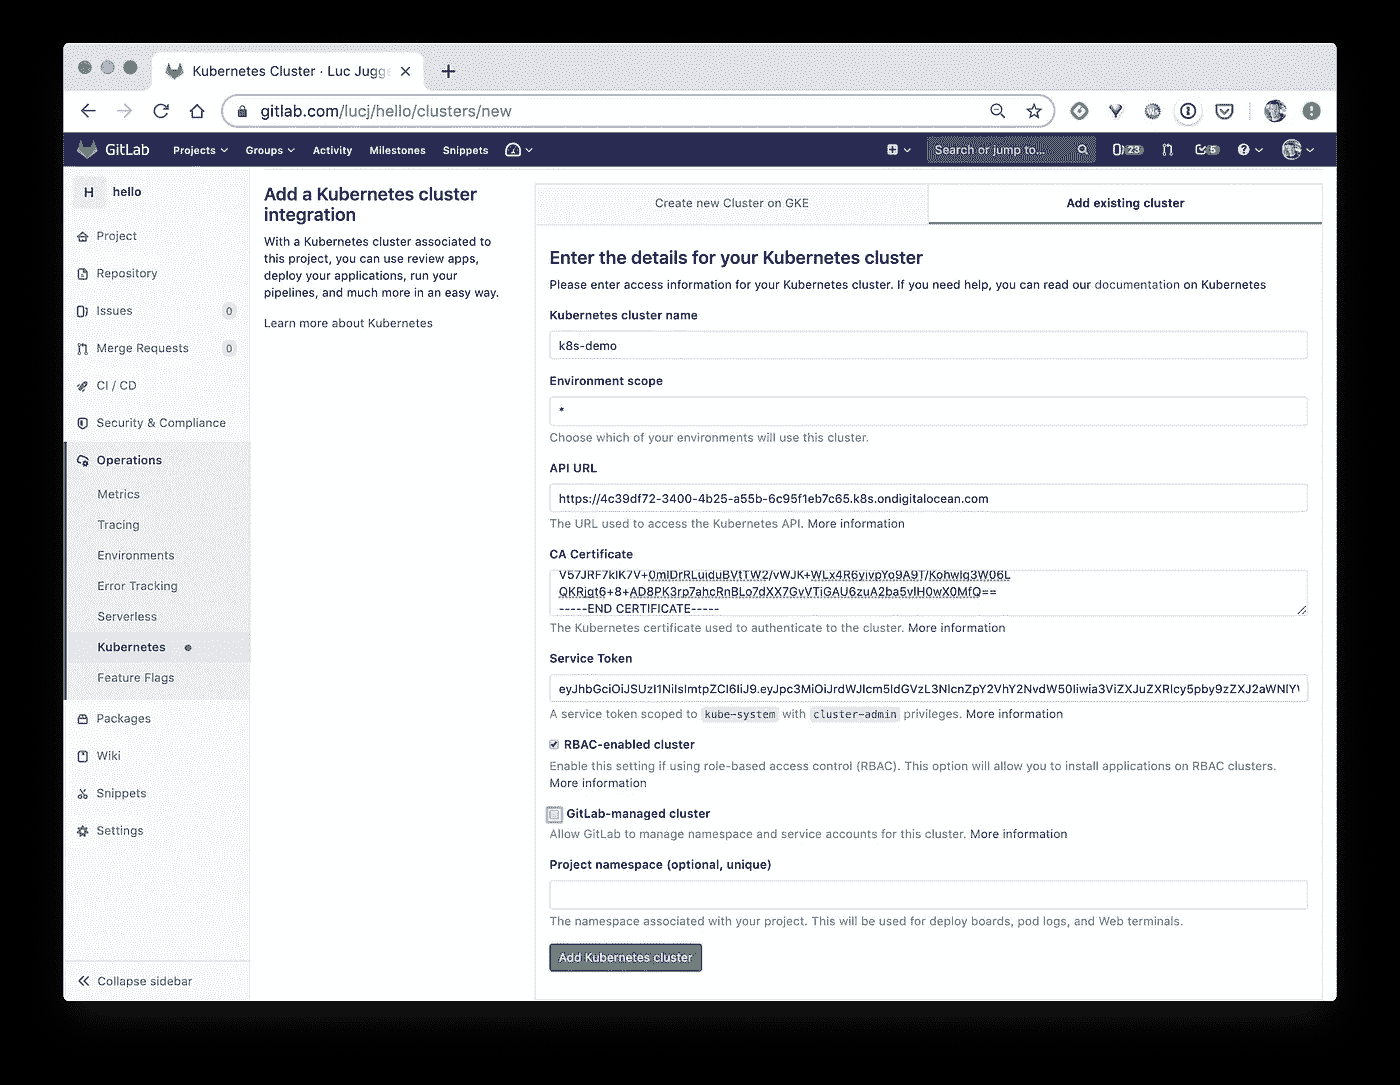 Kubernetes Cluster · Luc Jugge
gitlab.com/lucj/hello/clusters/new
GitLab Projects Groups Activity Milestones Snippets Search or jump to... 23 5
H hello
Project
Repository
Issues 0
Merge Requests 0
CI / CD
Security & Compliance
Operations
Metrics
Tracing
Environments
Error Tracking
Serverless
Kubernetes
Feature Flags
Packages
Wiki
Snippets
Settings
Collapse sidebar
Add a Kubernetes cluster
integration
With a Kubernetes cluster associated to
this project, you can use review apps,
deploy your applications, run your
pipelines, and much more in an easy way.
Learn more about Kubernetes
Create new Cluster on GKE
Add existing cluster
Enter the details for your Kubernetes cluster
Please enter access information for your Kubernetes cluster. If you need help, you can read our documentation on Kubernetes
Kubernetes cluster name
k8s-demo
Environment scope
*
Choose which of your environments will use this cluster.
API URL
https://4c39df72-3400-4b25-a55b-6c95f1eb7c65.k8s.ondigitalocean.com
The URL used to access the Kubernetes API. More information
CA Certificate
-----END CERTIFICATE-----
The Kubernetes certificate used to authenticate to the cluster. More information
Service Token
A service token scoped to kube-system with cluster-admin privileges. More information
RBAC-enabled cluster
Enable this setting if using role-based access control (RBAC). This option will allow you to install applications on RBAC clusters.
More information
GitLab-managed cluster
Allow GitLab to manage namespace and service accounts for this cluster. More information
Project namespace (optional, unique)
The namespace associated with your project. This will be used for deploy boards, pod logs, and Web terminals.
Add Kubernetes cluster